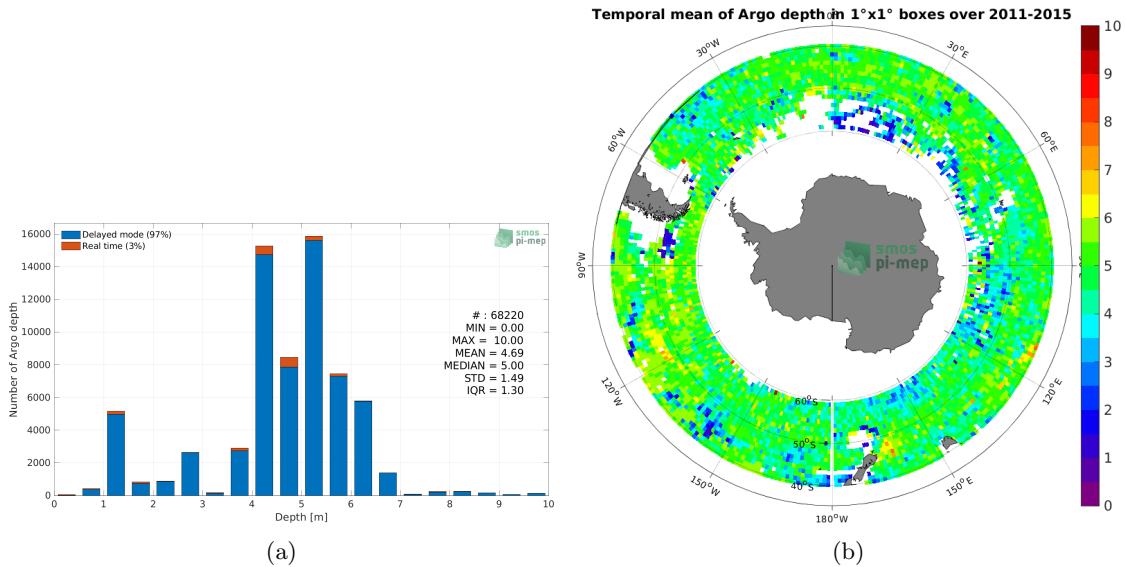 Temporal mean of Argo depth in 1°x1° boxes over 2011-2015
Delayed mode (97%)
Real time (3%)
smos
pi-mep
# : 68220
MIN = 0.00
MAX = 10.00
MEAN = 4.69
MEDIAN = 5.00
STD = 1.49
IQR = 1.30
Number of Argo depth
16000
14000
12000
10000
8000
6000
4000
2000
0
0 1 2 3 4 5 6 7 8 9 10
Depth [m]
(a)
30°W
30°E
60°W
60°E
90°W
120°W
120°E
150°W
150°E
180°W
60°S
50°S
40°S
smos
pi-mep
10
9
8
7
6
5
4
3
2
1
0
(b)